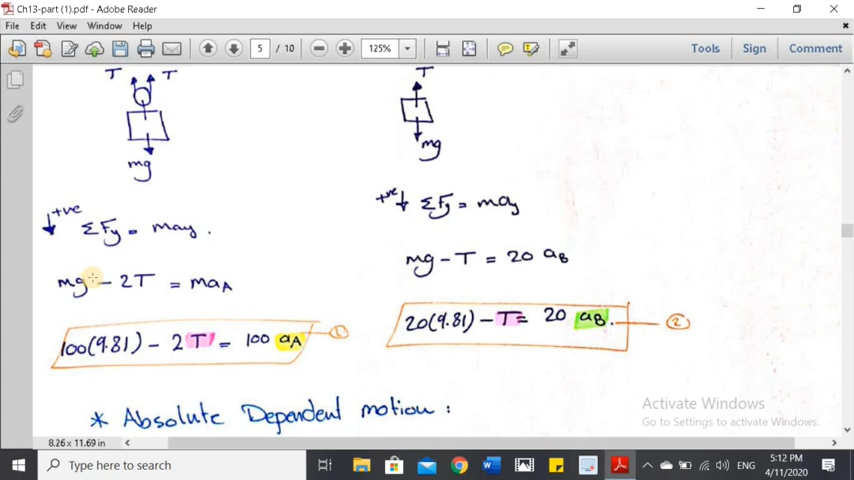 Ch13-part (1).pdf - Adobe Reader
File Edit View Window Help
5 / 10
125%
Tools Sign Comment
T T
mg
T
mg
+ve
ΣFy = may.
mg - 2T = maA
100(9.81) - 2T = 100 aA ①
+ve ΣFy = may
mg - T = 20 aB
20(9.81) - T = 20 aB. ②
* Absolute Dependent motion :
Activate Windows
Go to Settings to activate Windows.
8.26 x 11.69 in
Type here to search
ENG
5:12 PM
4/11/2020